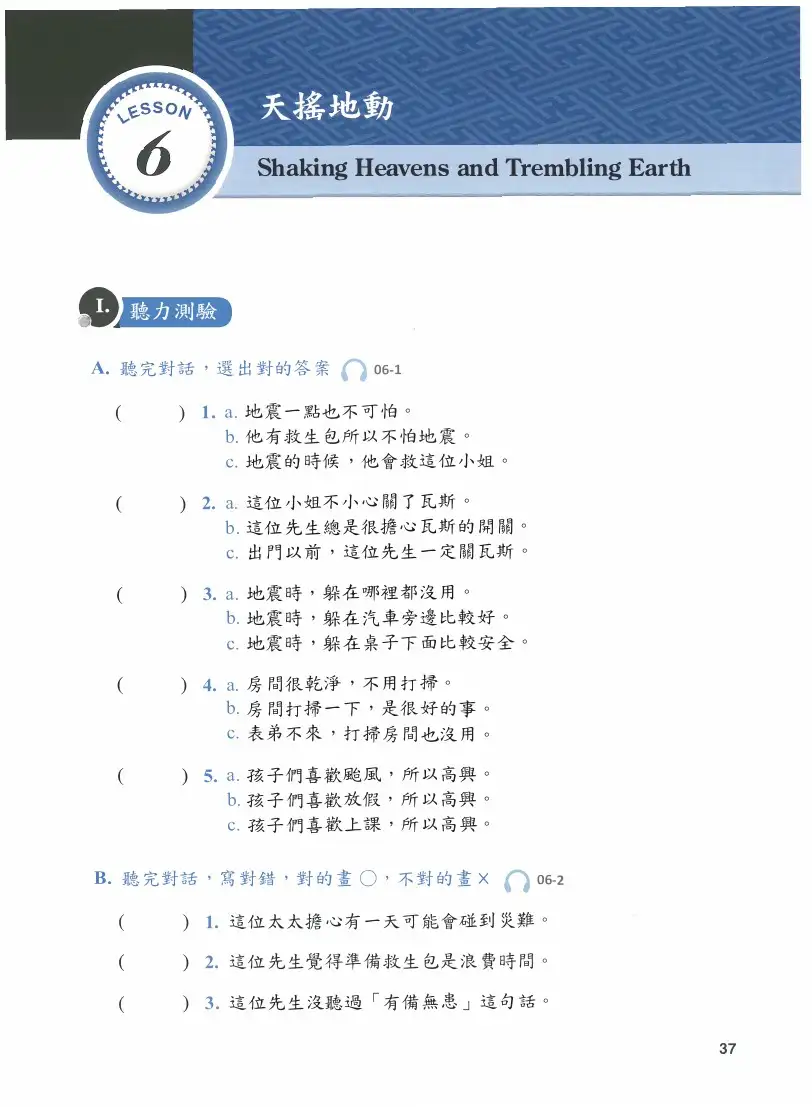 LESSON
6
天搖地動
Shaking Heavens and Trembling Earth
I. 聽力測驗
A. 聽完對話,選出對的答案 06-1
( ) 1. a. 地震一點也不可怕。
b. 他有救生包所以不怕地震。
c. 地震的時候,他會救這位小姐。
( ) 2. a. 這位小姐不小心關了瓦斯。
b. 這位先生總是很擔心瓦斯的開關。
c. 出門以前,這位先生一定關瓦斯。
( ) 3. a. 地震時,躲在哪裡都沒用。
b. 地震時,躲在汽車旁邊比較好。
c. 地震時,躲在桌子下面比較安全。
( ) 4. a. 房間很乾淨,不用打掃。
b. 房間打掃一下,是很好的事。
c. 表弟不來,打掃房間也沒用。
( ) 5. a. 孩子們喜歡颱風,所以高興。
b. 孩子們喜歡放假,所以高興。
c. 孩子們喜歡上課,所以高興。
B. 聽完對話,寫對錯,對的畫○,不對的畫× 06-2
( ) 1. 這位太太擔心有一天可能會碰到災難。
( ) 2. 這位先生覺得準備救生包是浪費時間。
( ) 3. 這位先生沒聽過「有備無患」這句話。
37